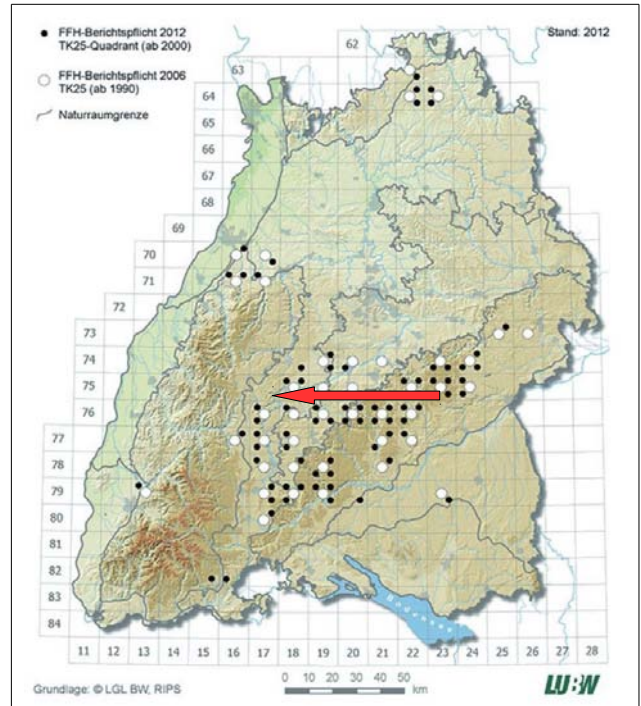 FFH-Berichtspflicht 2012
TK25-Quadrant (ab 2000)
FFH-Berichtspflicht 2006
TK25 (ab 1990)
Naturraumgrenze
Stand: 2012
62
63
64
65
66
67
68
69
70
71
72
73
74
75
76
77
78
79
80
81
82
83
84
11 12 13 14 15 16 17 18 19 20 21 22 23 24 25 26 27 28
Bodensee
Grundlage: © LGL BW, RIPS
0 10 20 30 40 50
km
LUBW